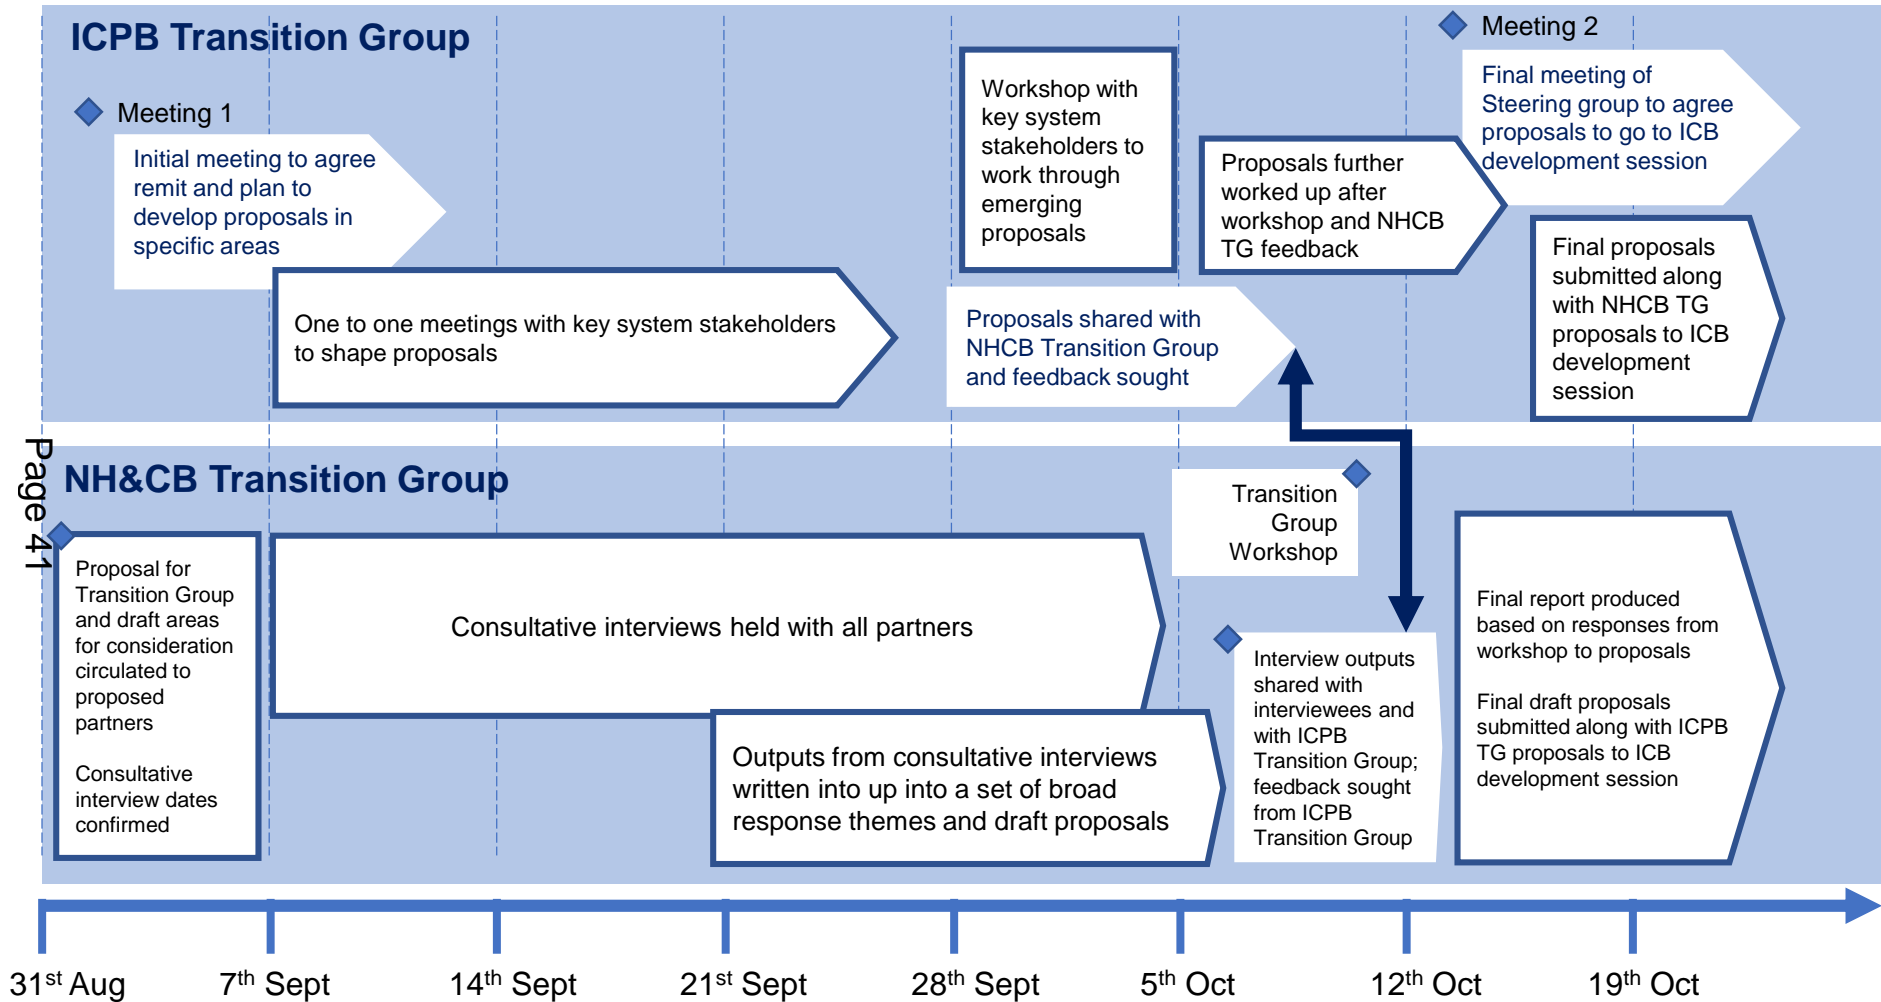 ICPB Transition Group
Meeting 1
Initial meeting to agree
remit and plan to
develop proposals in
specific areas
One to one meetings with key system stakeholders
to shape proposals
Workshop with
key system
stakeholders to
work through
emerging
proposals
Proposals shared with
NHCB Transition Group
and feedback sought
Proposals further
worked up after
workshop and NHCB
TG feedback
Meeting 2
Final meeting of
Steering group to agree
proposals to go to ICB
development session
Final proposals
submitted along
with NHCB TG
proposals to ICB
development
session
Page 41
NH&CB Transition Group
Proposal for
Transition Group
and draft areas
for consideration
circulated to
proposed
partners
Consultative
interview dates
confirmed
Consultative interviews held with all partners
Outputs from consultative interviews
written into up into a set of broad
response themes and draft proposals
Transition
Group
Workshop
Interview outputs
shared with
interviewees and
with ICPB
Transition Group;
feedback sought
from ICPB
Transition Group
Final report produced
based on responses from
workshop to proposals
Final draft proposals
submitted along with ICPB
TG proposals to ICB
development session
31st Aug
7th Sept
14th Sept
21st Sept
28th Sept
5th Oct
12th Oct
19th Oct